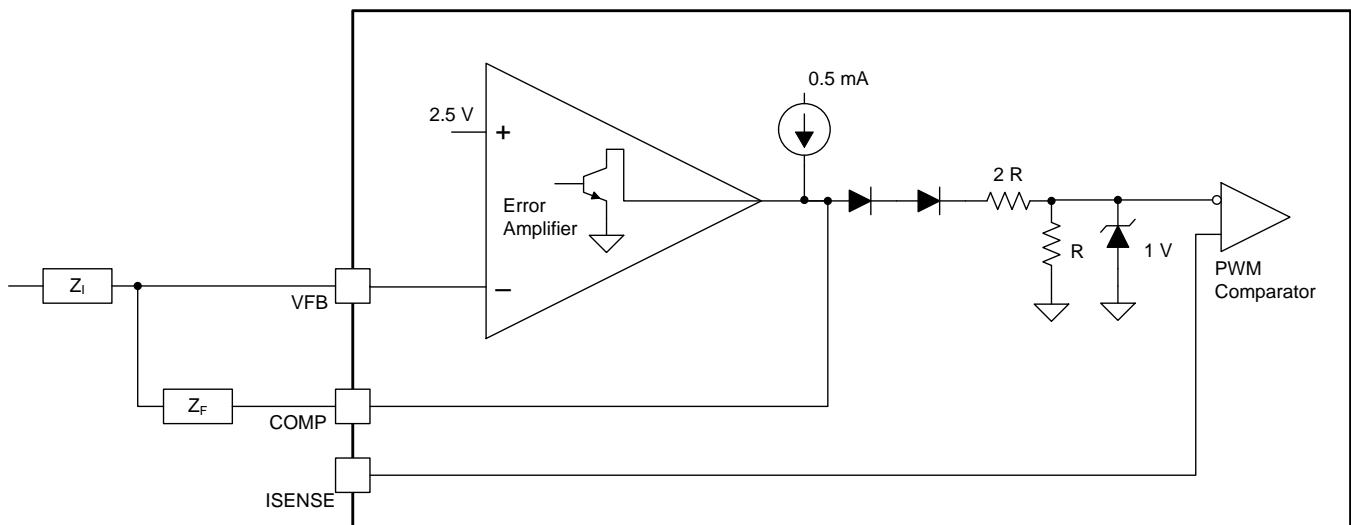 0.5 mA
2.5 V
+
2 R
Error
Amplifier
R
1 V
PWM
Comparator
Z_I
VFB
−
Z_F
COMP
ISENSE